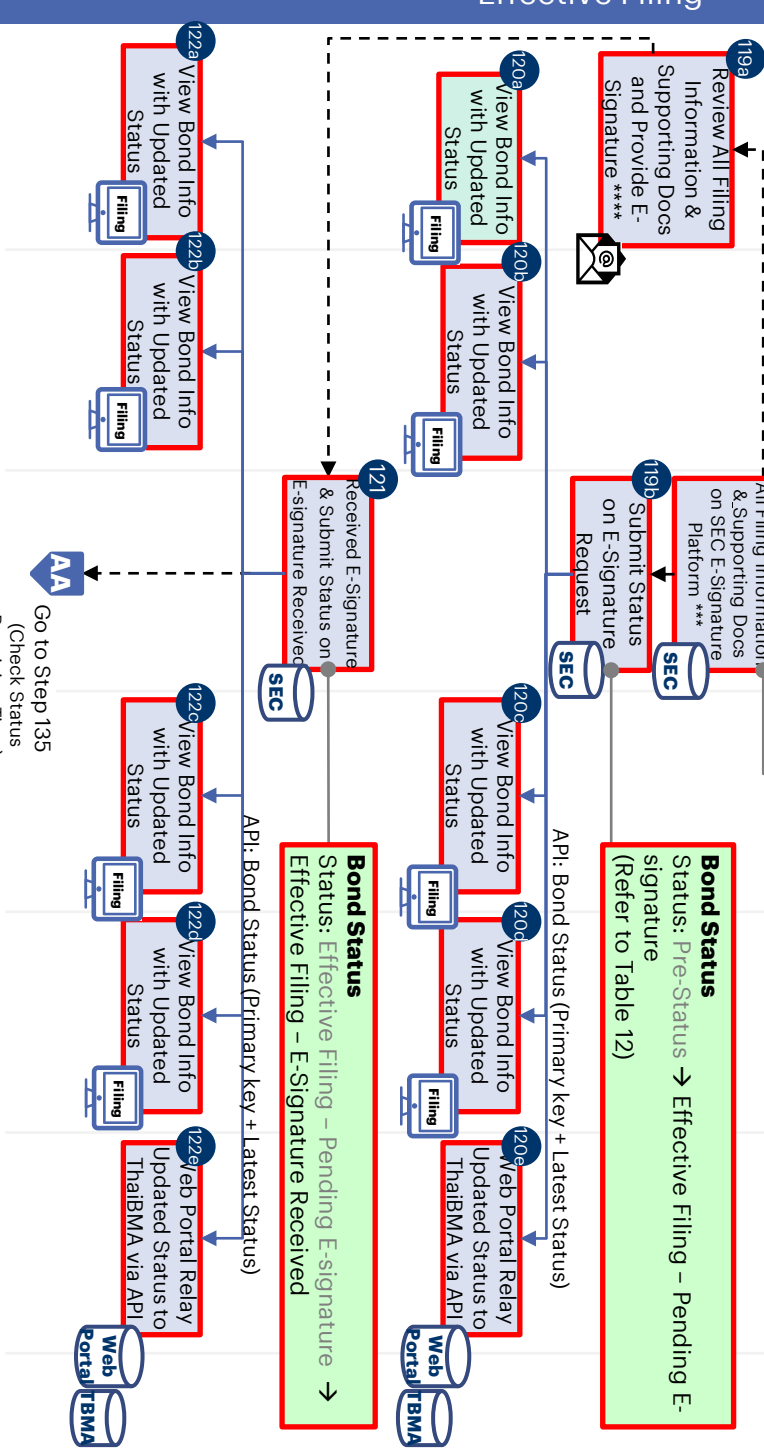 Effective Filing
119a
Review All Filing
Information &
Supporting Docs
and Provide E-
Signature ****
All Filing Information
& Supporting Docs
on SEC E-Signature
Platform ***
SEC
119b
Submit Status
on E-Signature
Request
SEC
Bond Status
Status: Pre-Status → Effective Filing – Pending E-
signature
(Refer to Table 12)
API: Bond Status (Primary key + Latest Status)
120a
View Bond Info
with Updated
Status
Filing
120b
View Bond Info
with Updated
Status
Filing
120c
View Bond Info
with Updated
Status
Filing
120d
View Bond Info
with Updated
Status
Filing
120e
Web Portal Relay
Updated Status to
ThaiBMA via API
Web
Portal
TBMA
121
Received E-Signature
& Submit Status on
E-signature Received
SEC
Bond Status
Status: Effective Filing – Pending E-signature →
Effective Filing – E-Signature Received
API: Bond Status (Primary key + Latest Status)
122a
View Bond Info
with Updated
Status
Filing
122b
View Bond Info
with Updated
Status
Filing
122c
View Bond Info
with Updated
Status
Filing
122d
View Bond Info
with Updated
Status
Filing
122e
Web Portal Relay
Updated Status to
ThaiBMA via API
Web
Portal
TBMA
AA
Go to Step 135
(Check Status